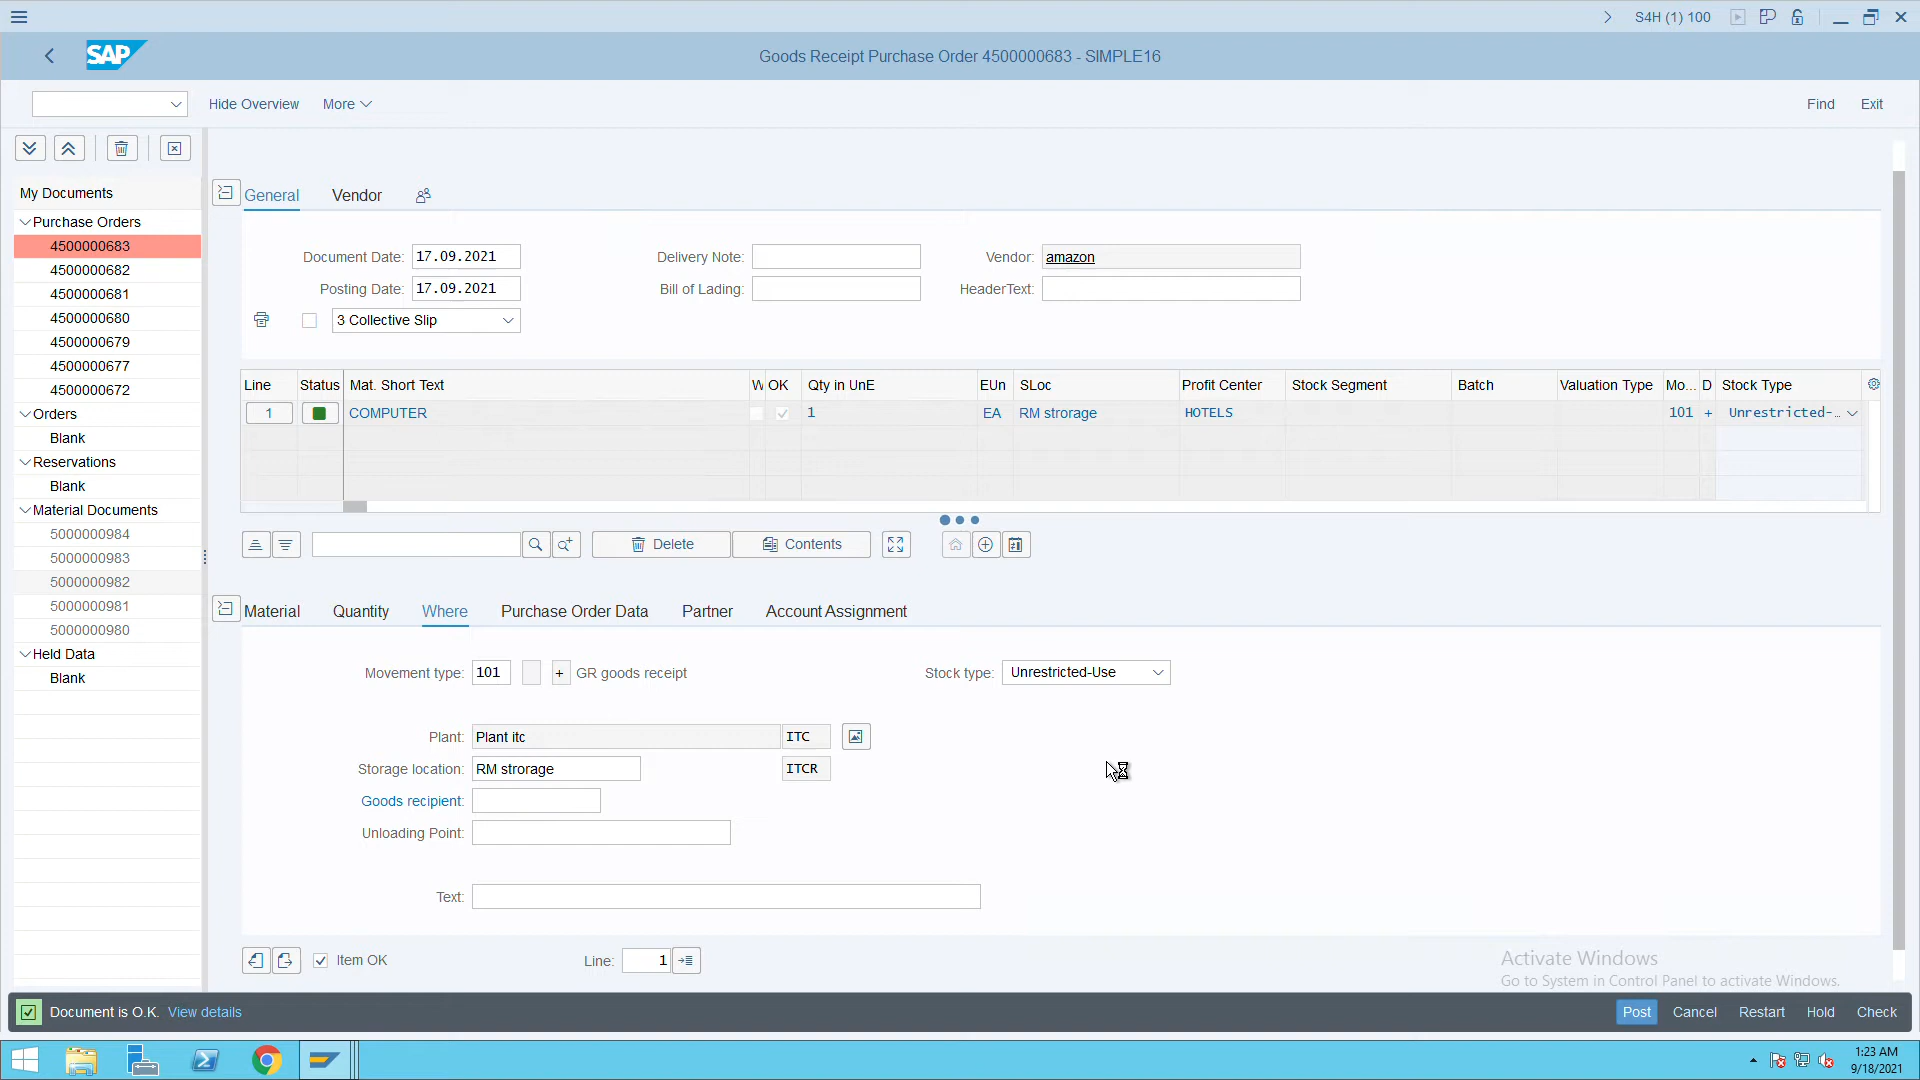 S4H (1) 100
SAP
Goods Receipt Purchase Order 4500000683 - SIMPLE16
Hide Overview
More
Find
Exit
My Documents
Purchase Orders
4500000683
4500000682
4500000681
4500000680
4500000679
4500000677
4500000672
Orders
Blank
Reservations
Blank
Material Documents
5000000984
5000000983
5000000982
5000000981
5000000980
Held Data
Blank
General Vendor
Document Date: 17.09.2021 Delivery Note: Vendor: amazon
Posting Date: 17.09.2021 Bill of Lading: HeaderText:
3 Collective Slip
Line Status Mat. Short Text W OK Qty in UnE EUn SLoc Profit Center Stock Segment Batch Valuation Type Mo... D Stock Type
1 COMPUTER 1 EA RM strorage HOTELS 101 + Unrestricted-...
Delete Contents
Material Quantity Where Purchase Order Data Partner Account Assignment
Movement type: 101 + GR goods receipt Stock type: Unrestricted-Use
Plant: Plant itc ITC
Storage location: RM strorage ITCR
Goods recipient:
Unloading Point:
Text:
Item OK Line: 1
Activate Windows
Go to System in Control Panel to activate Windows.
Document is O.K. View details Post Cancel Restart Hold Check
1:23 AM
9/18/2021